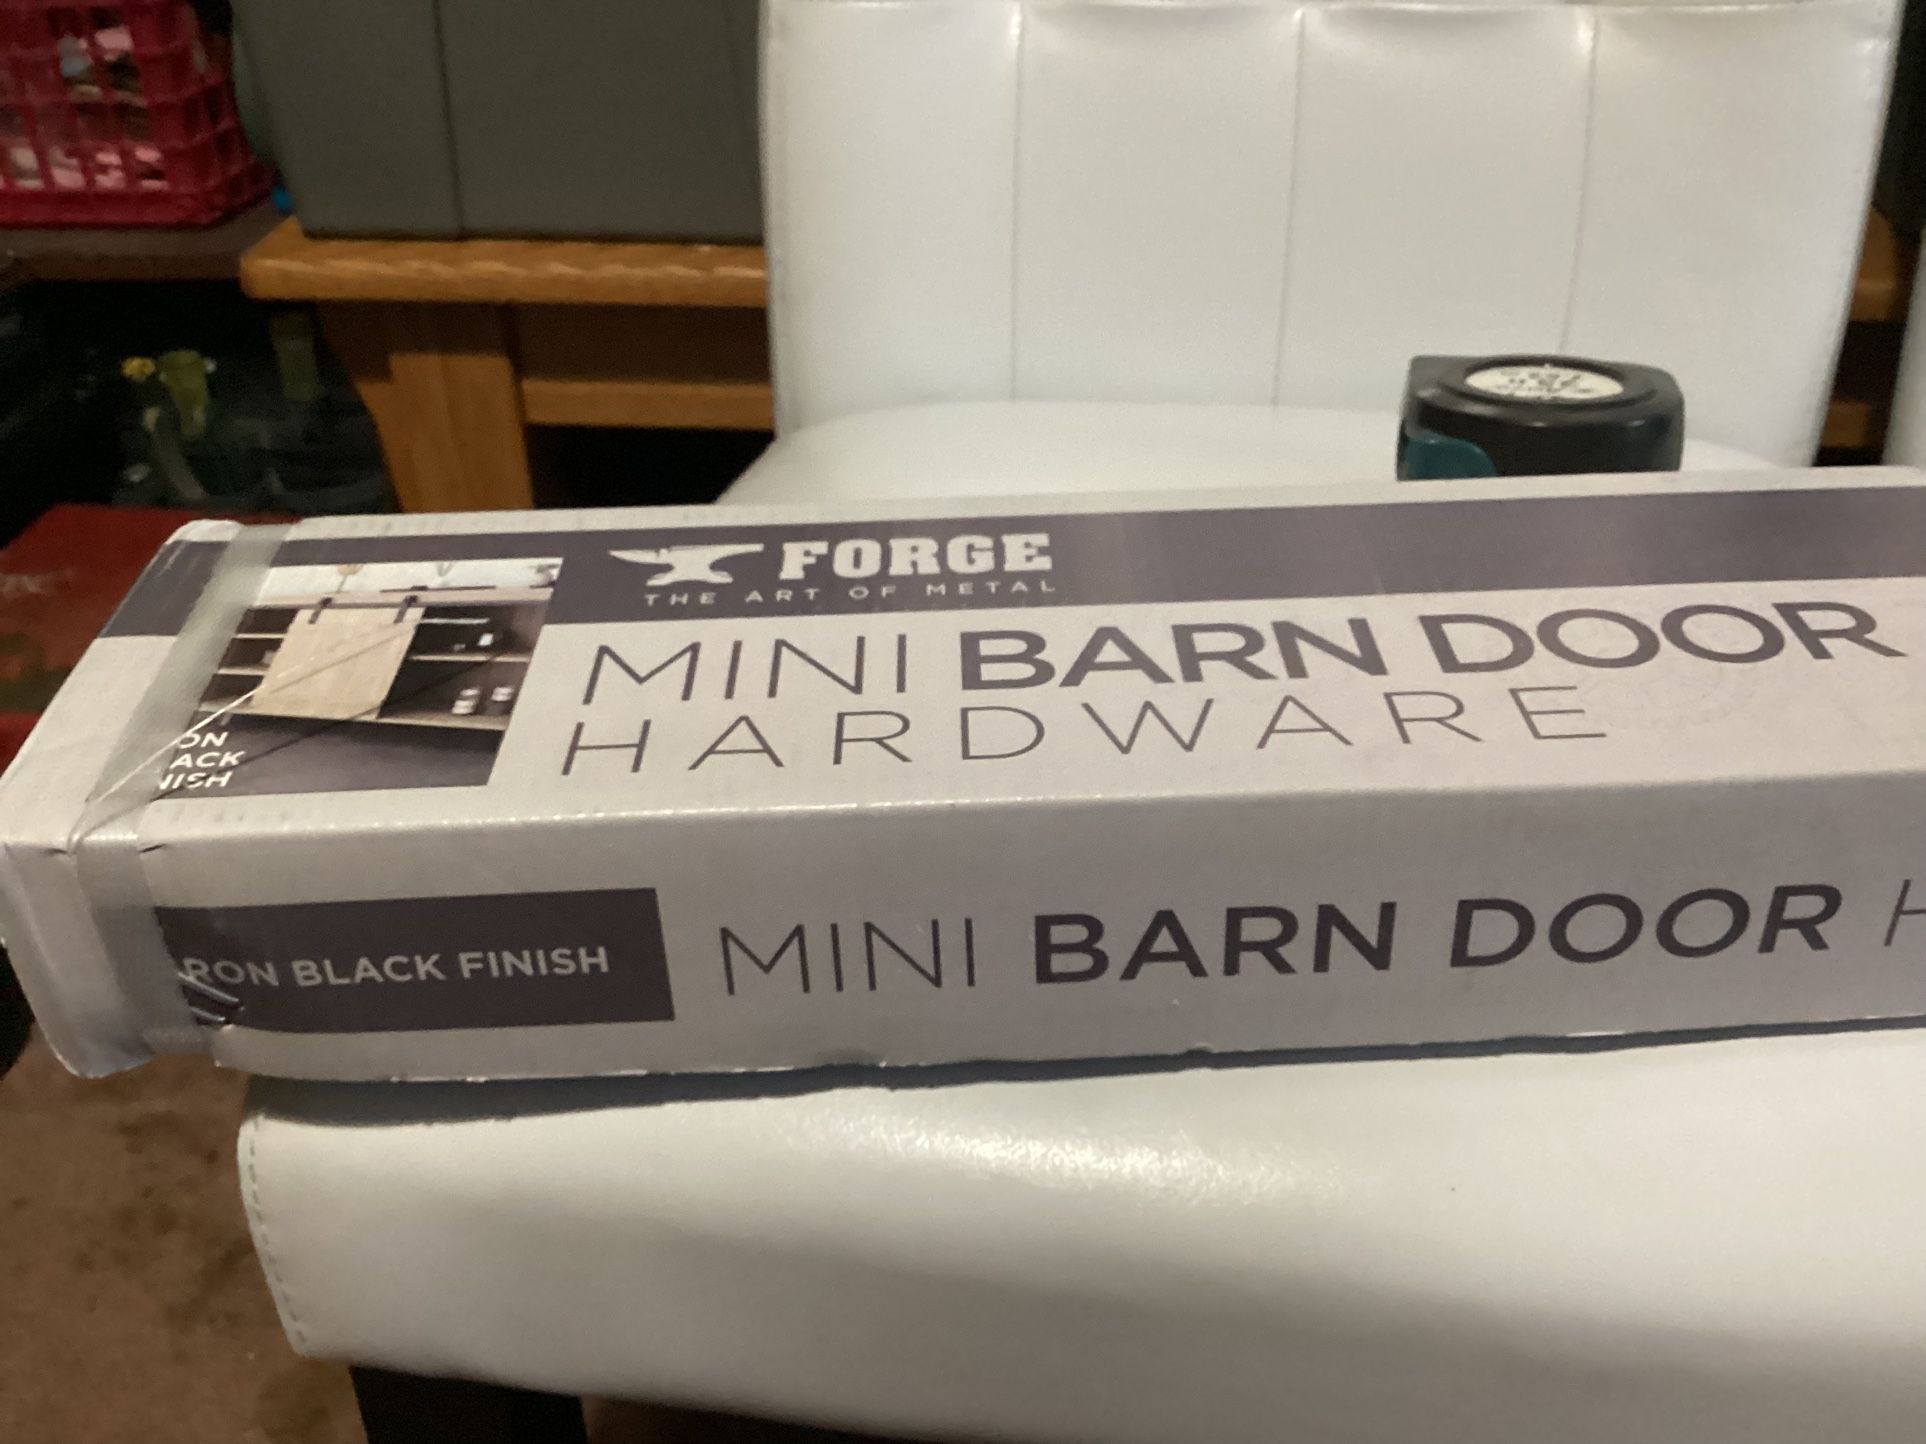 FORGE
THE ART OF METAL
MINI BARN DOOR
HARDWARE
ON
ACK
NISH
RON BLACK FINISH
MINI BARN DOOR H